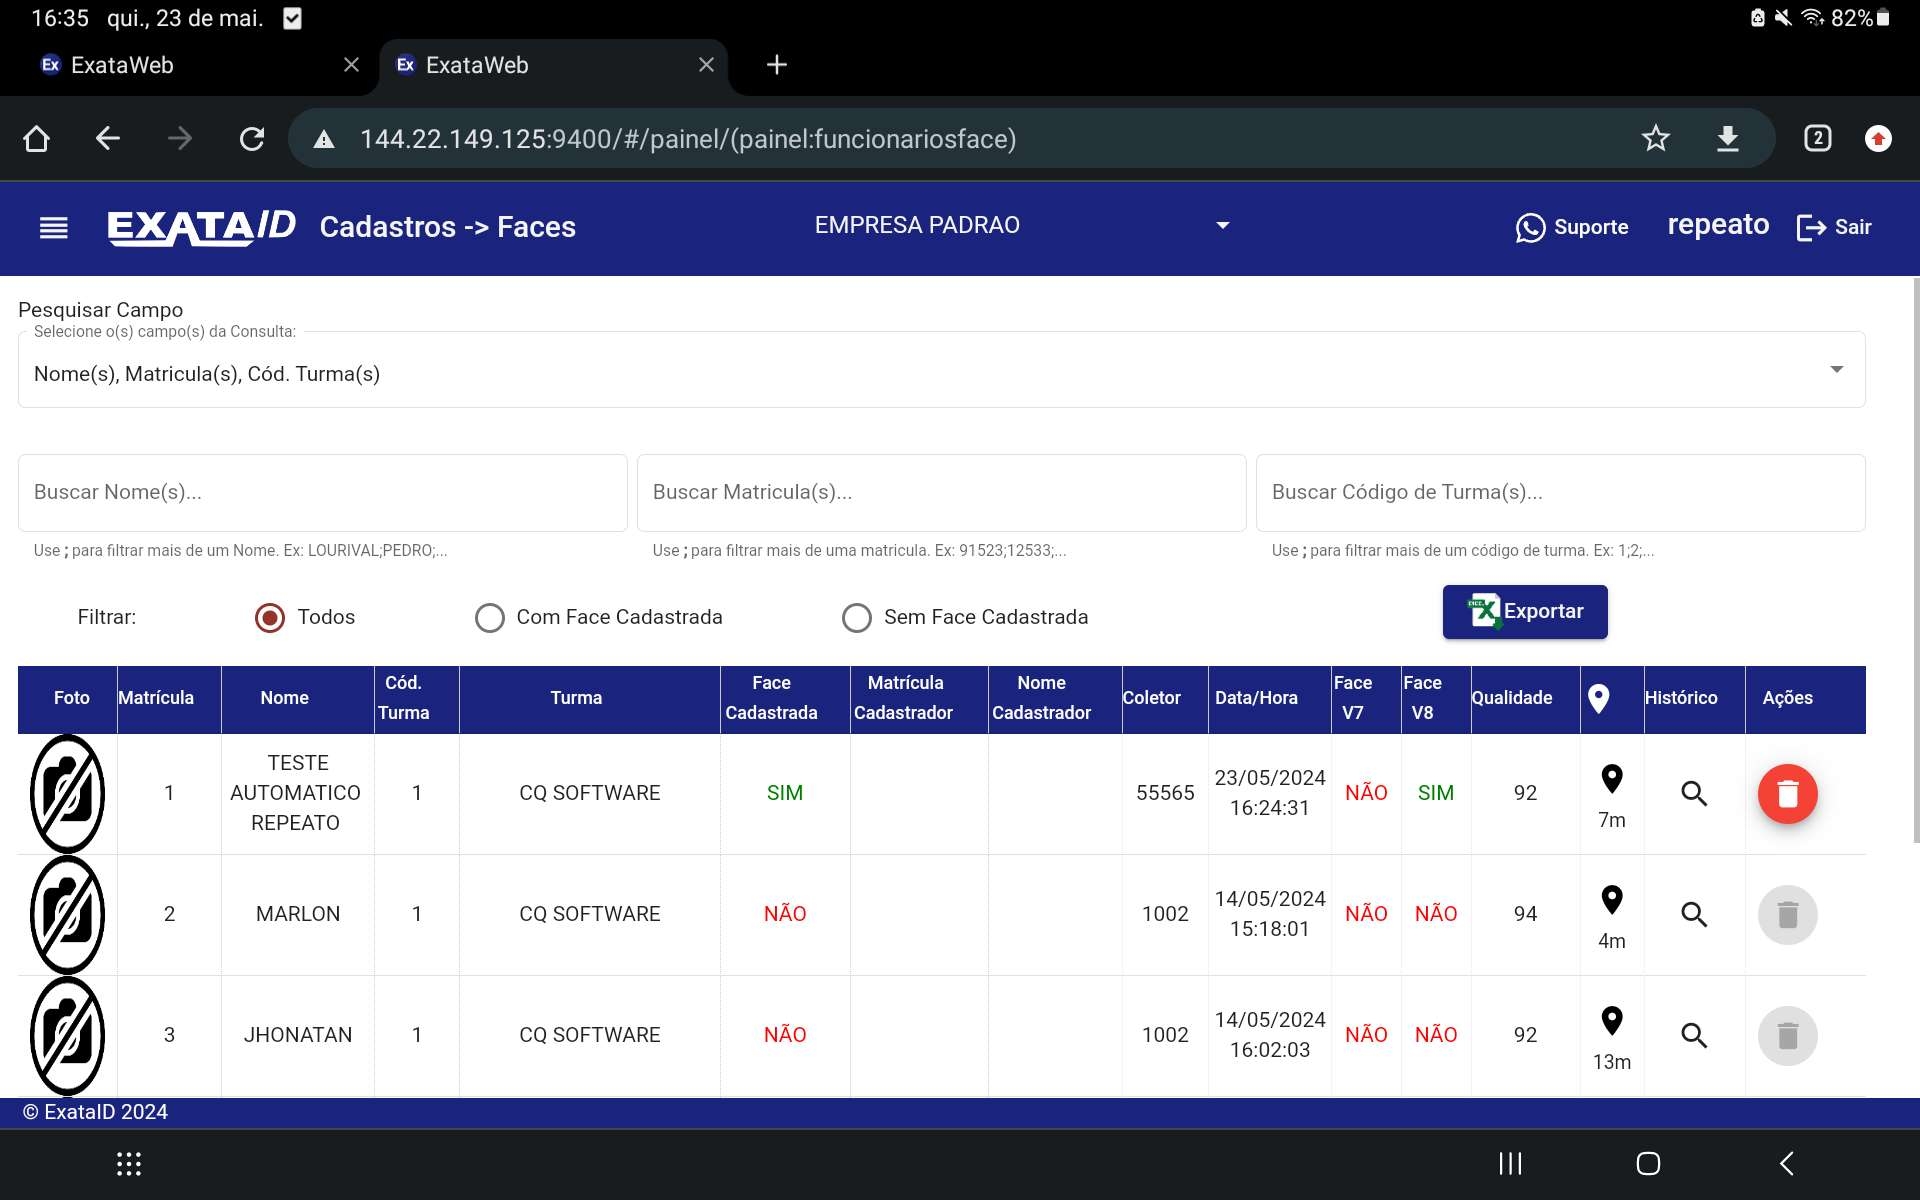 16:35 qui., 23 de mai. 82%
Ex ExataWeb Ex ExataWeb
144.22.149.125:9400/#/painel/(painel:funcionariosface) 2
EXATAID Cadastros -> Faces EMPRESA PADRAO Suporte repeato Sair
Pesquisar Campo
Selecione o(s) campo(s) da Consulta:
Nome(s), Matricula(s), Cód. Turma(s)
Buscar Nome(s)... Buscar Matricula(s)... Buscar Código de Turma(s)...
Use ; para filtrar mais de um Nome. Ex: LOURIVAL;PEDRO;... Use ; para filtrar mais de uma matricula. Ex: 91523;12533;... Use ; para filtrar mais de um código de turma. Ex: 1;2;...
Filtrar: Todos Com Face Cadastrada Sem Face Cadastrada Exportar
Foto Matrícula Nome Cód. Turma Turma Face Cadastrada Matrícula Cadastrador Nome Cadastrador Coletor Data/Hora Face V7 Face V8 Qualidade Histórico Ações
1 TESTE AUTOMATICO REPEATO 1 CQ SOFTWARE SIM 55565 23/05/2024 16:24:31 NÃO SIM 92 7m
2 MARLON 1 CQ SOFTWARE NÃO 1002 14/05/2024 15:18:01 NÃO NÃO 94 4m
3 JHONATAN 1 CQ SOFTWARE NÃO 1002 14/05/2024 16:02:03 NÃO NÃO 92 13m
© ExataID 2024